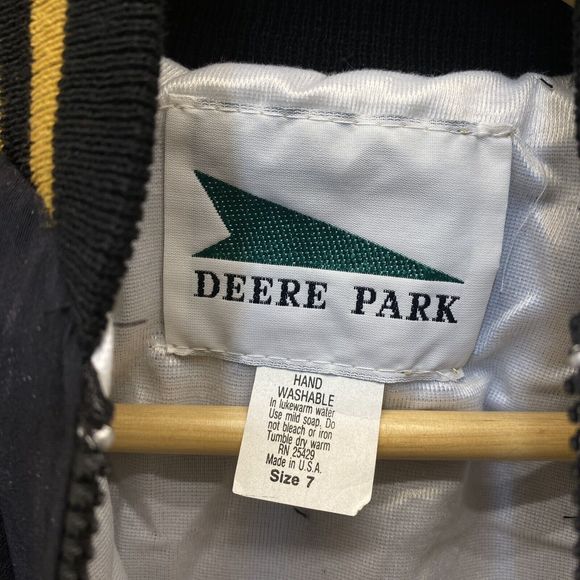 DEERE PARK
HAND
WASHABLE
In lukewarm water
Use mild soap. Do
not bleach or iron
Tumble dry warm
RN 25429
Made in U.S.A.
Size 7